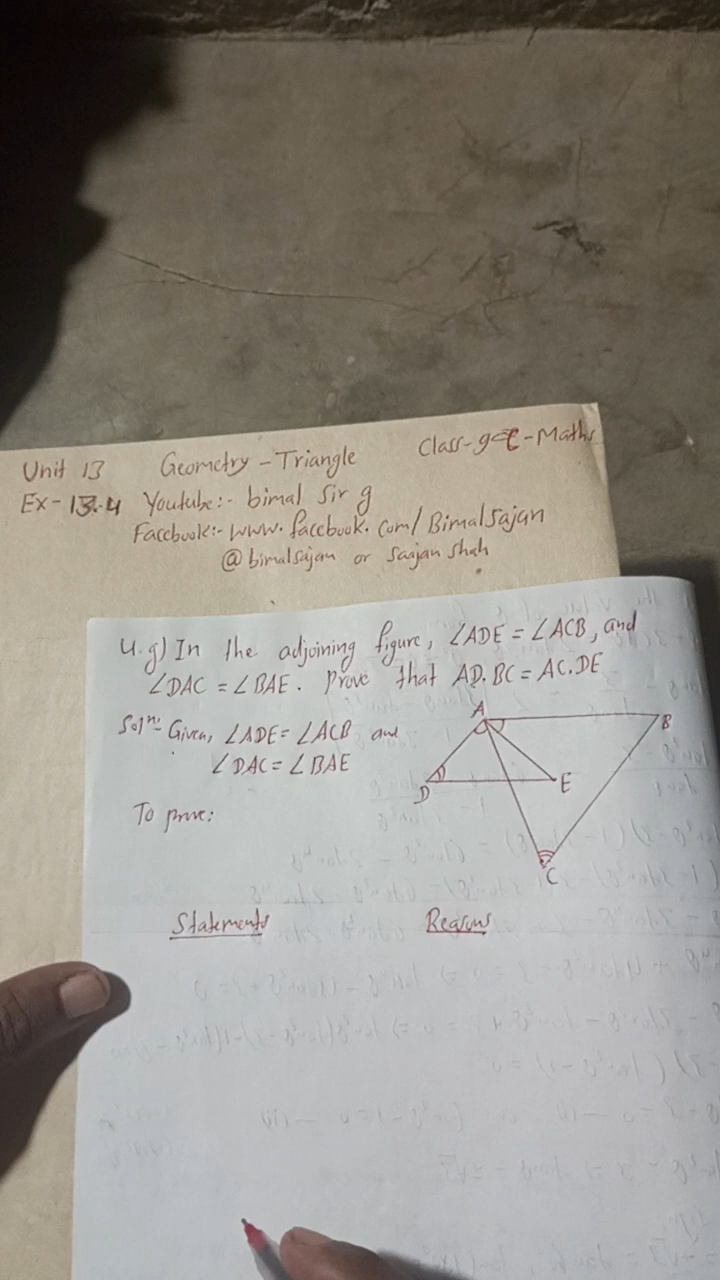 Unit 13 Geometry - Triangle Class-9 - Maths
Ex-13.4 Youtube:- bimal sir g
Facebook:- www.facebook.com/Bimalsajan
@bimalsajan or Saajan Shah
4.g) In the adjoining figure, ∠ADE = ∠ACB, and
∠DAC = ∠BAE. Prove that AD.BC = AC.DE
Solⁿ:- Given, ∠ADE = ∠ACB and
∠DAC = ∠BAE
To prove:
A B
D E
C
Statements Reasons